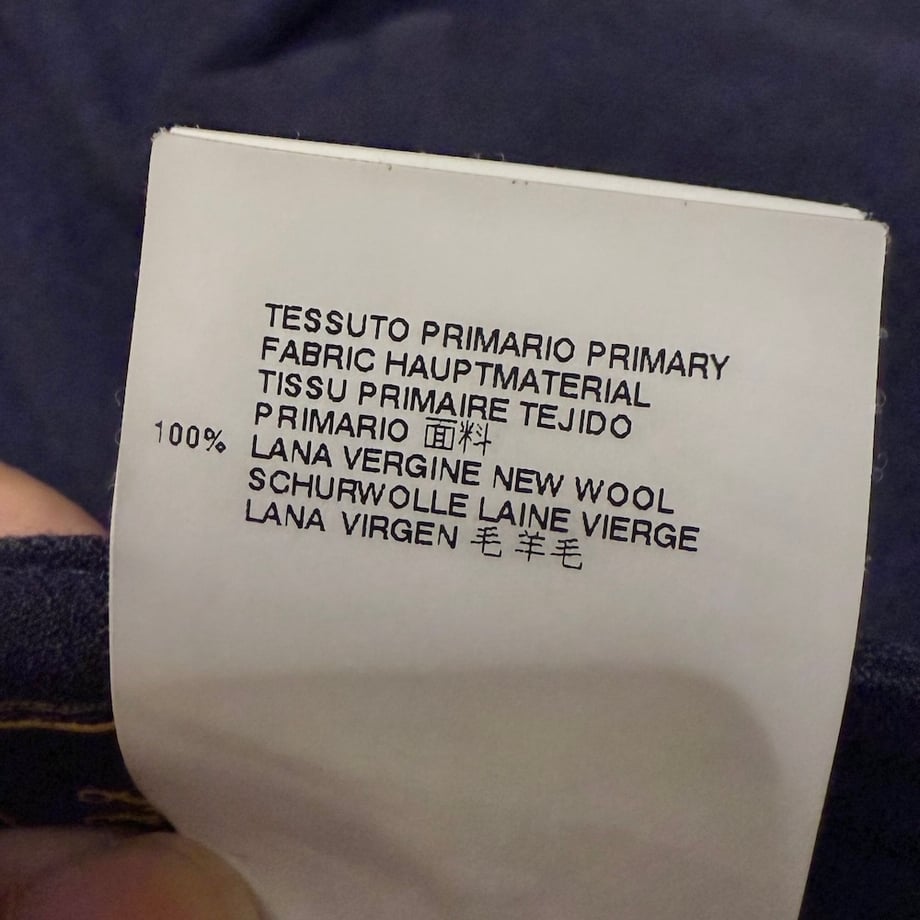 TESSUTO PRIMARIO PRIMARY
FABRIC HAUPTMATERIAL
TISSU PRIMAIRE TEJIDO
PRIMARIO 面料
100% LANA VERGINE NEW WOOL
SCHURWOLLE LAINE VIERGE
LANA VIRGEN 毛 羊毛